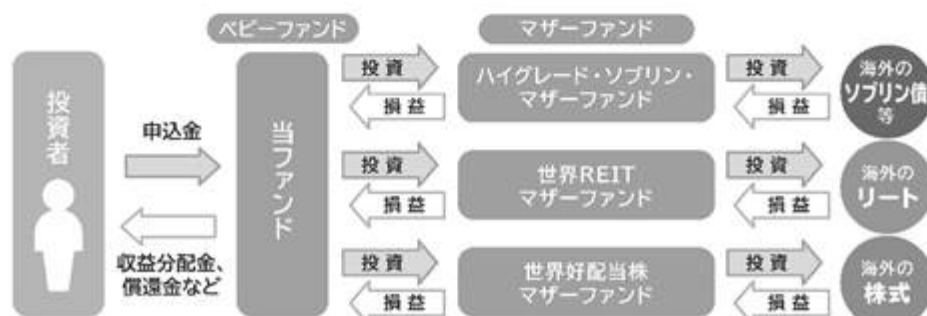 ベビーファンド
マザーファンド
投資者
申込金
収益分配金、
償還金など
当ファンド
投資
損益
ハイグレード・ソブリン・
マザーファンド
投資
損益
海外の
ソブリン債
等
投資
損益
世界REIT
マザーファンド
投資
損益
海外の
リート
投資
損益
世界好配当株
マザーファンド
投資
損益
海外の
株式